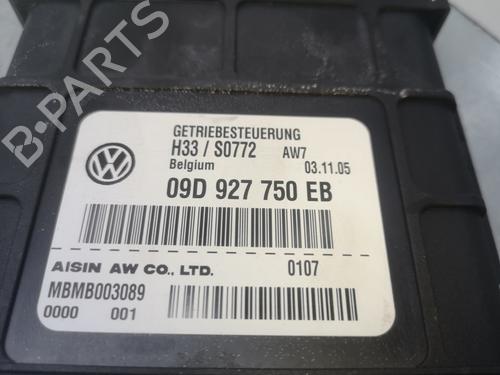 B-PARTS
GETRIEBESTEUERUNG
H33 / S0772 AW7
Belgium 03.11.05
09D 927 750 EB
AISIN AW CO., LTD. 0107
MBMB003089
0000 001